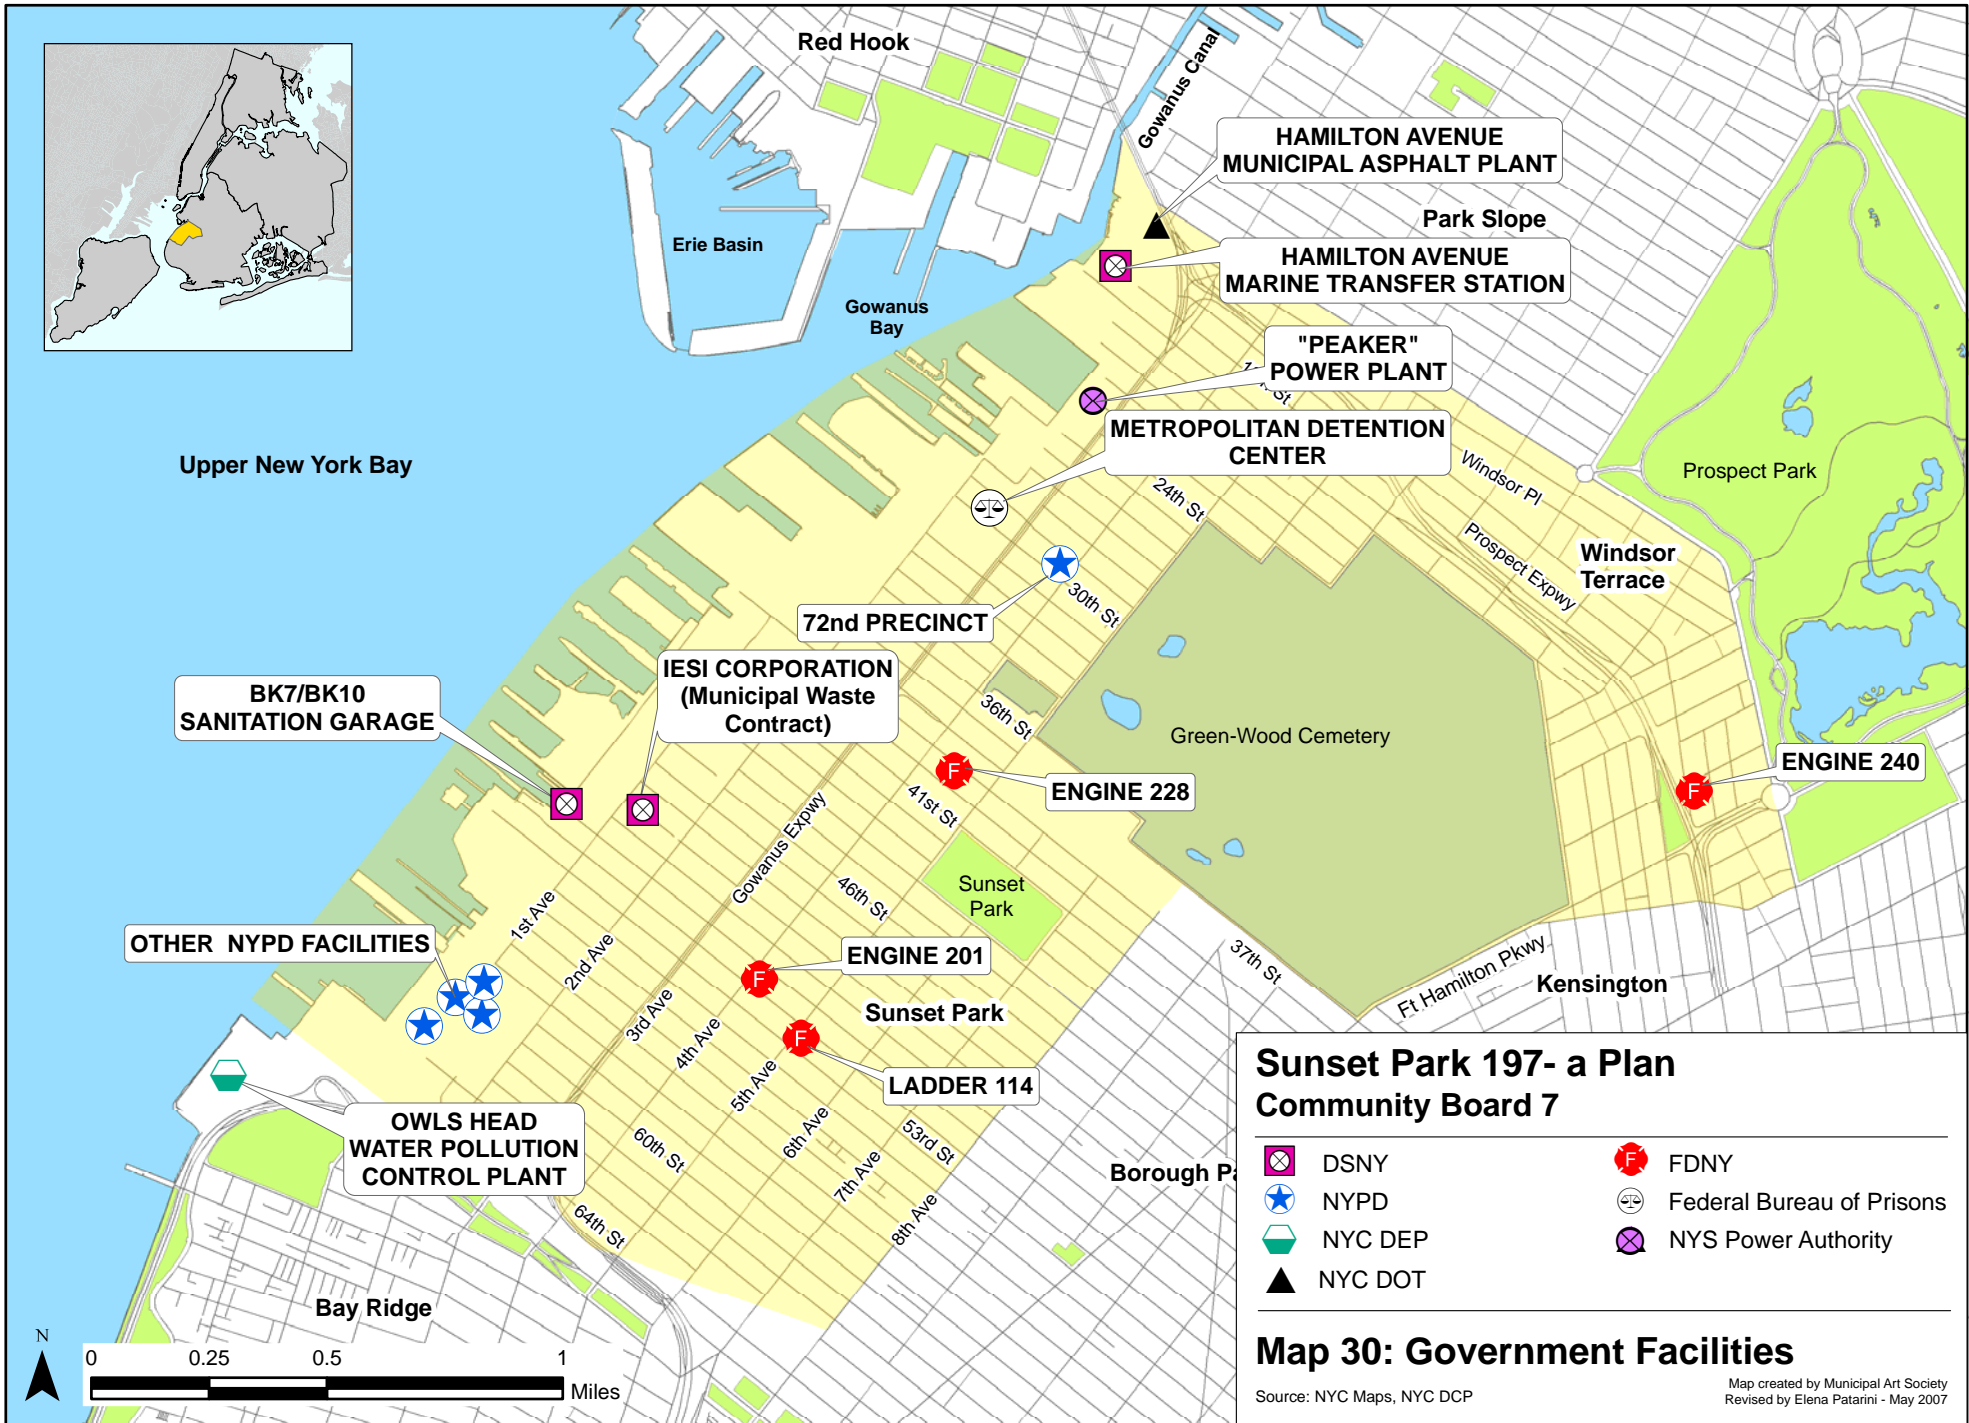 Red Hook
Gowanus Canal
HAMILTON AVENUE
MUNICIPAL ASPHALT PLANT
Park Slope
Erie Basin
HAMILTON AVENUE
MARINE TRANSFER STATION
Gowanus
Bay
"PEAKER"
POWER PLANT
METROPOLITAN DETENTION
CENTER
Upper New York Bay
Windsor Pl
Prospect Park
24th St
Prospect Expwy
Windsor
Terrace
30th St
72nd PRECINCT
IESI CORPORATION
(Municipal Waste
Contract)
BK7/BK10
SANITATION GARAGE
36th St
Green-Wood Cemetery
ENGINE 240
F
F
ENGINE 228
41st St
Gowanus Expwy
46th St
Sunset
Park
1st Ave
OTHER NYPD FACILITIES
2nd Ave
ENGINE 201
F
37th St
Ft Hamilton Pkwy
Kensington
3rd Ave
Sunset Park
4th Ave
F
5th Ave
LADDER 114
OWLS HEAD
WATER POLLUTION
CONTROL PLANT
60th St
6th Ave
53rd St
7th Ave
8th Ave
64th St
Borough Pa
Bay Ridge
N
0 0.25 0.5 1
Miles
Sunset Park 197- a Plan
Community Board 7
DSNY
F FDNY
NYPD
Federal Bureau of Prisons
NYC DEP
NYS Power Authority
NYC DOT
Map 30: Government Facilities
Source: NYC Maps, NYC DCP
Map created by Municipal Art Society
Revised by Elena Patarini - May 2007